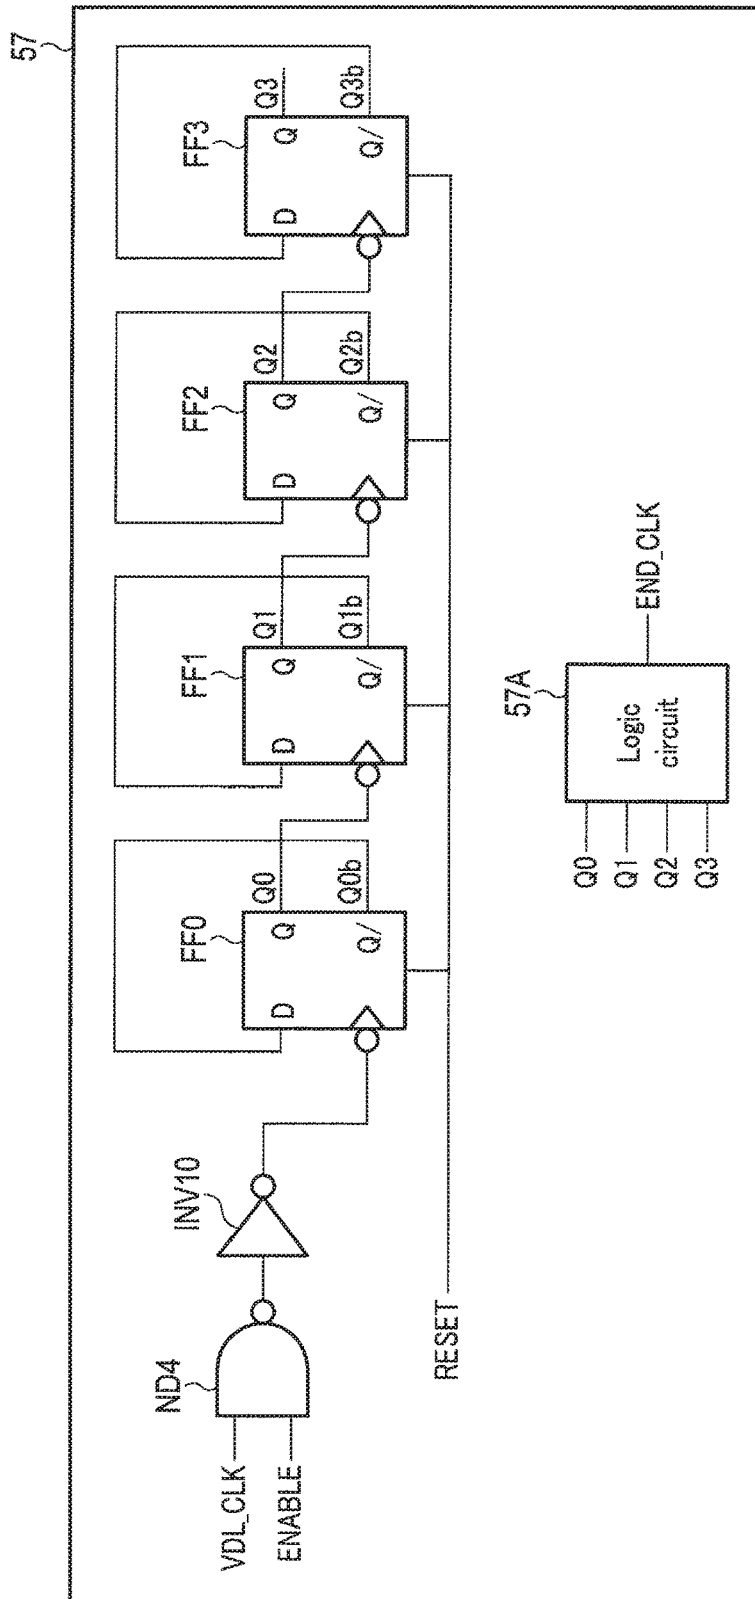 57
FF0
FF1
FF2
FF3
D
Q
Q/
Q0
Q0b
D
Q
Q/
Q1
Q1b
D
Q
Q/
Q2
Q2b
D
Q
Q/
Q3
Q3b
ND4
INV10
VDL_CLK
ENABLE
RESET
57A
Q0
Q1
Q2
Q3
Logic
circuit
END_CLK